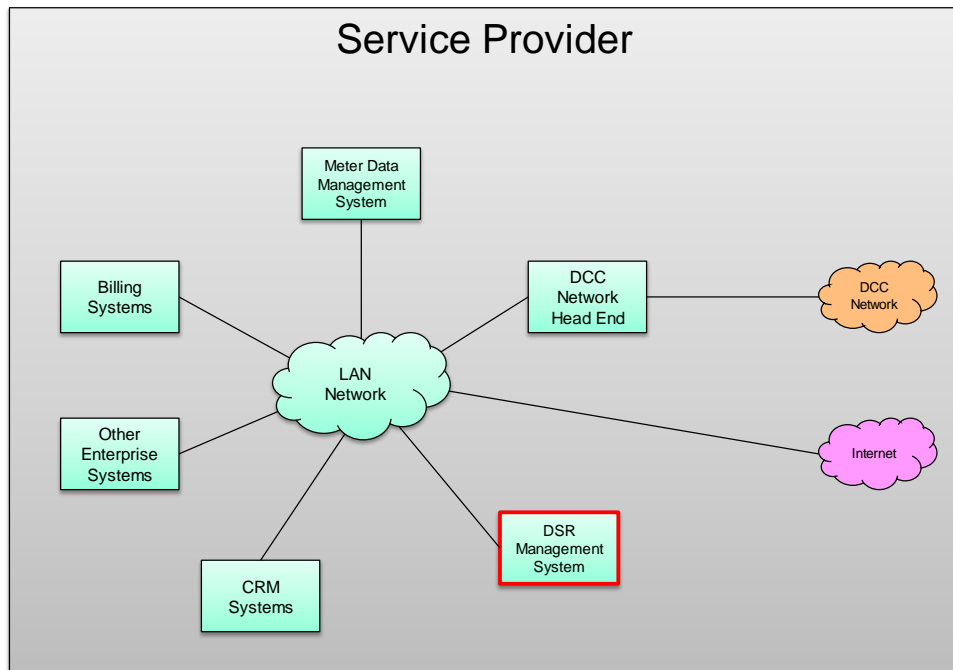 Service Provider
Meter Data
Management
System
Billing
Systems
DCC
Network
Head End
DCC
Network
LAN
Network
Other
Enterprise
Systems
Internet
DSR
Management
System
CRM
Systems